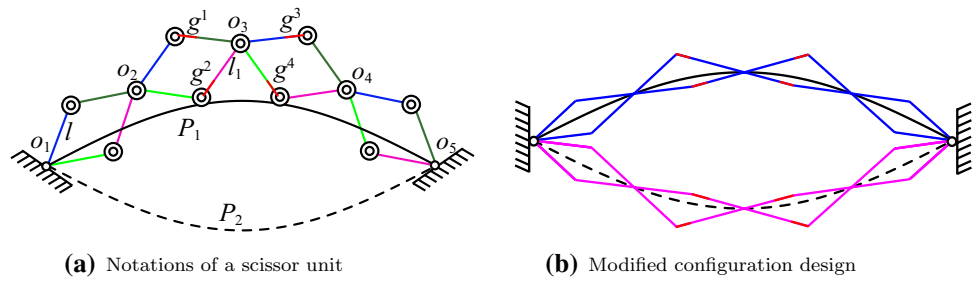 g¹ o₃ g³
o₂ g² l₁ g⁴ o₄
l
o₁ P₁ o₅
P₂
(a) Notations of a scissor unit
(b) Modified configuration design